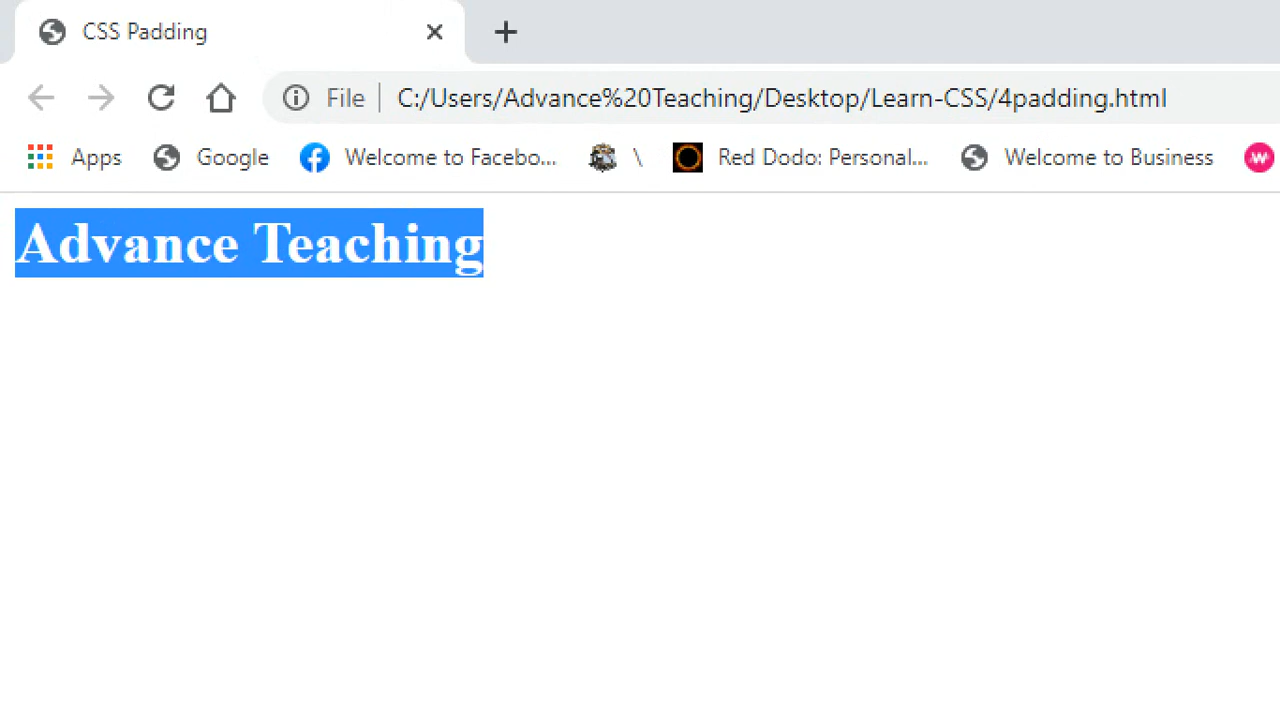 CSS Padding
File C:/Users/Advance%20Teaching/Desktop/Learn-CSS/4padding.html
Apps Google Welcome to Facebo... \ Red Dodo: Personal... Welcome to Business
Advance Teaching